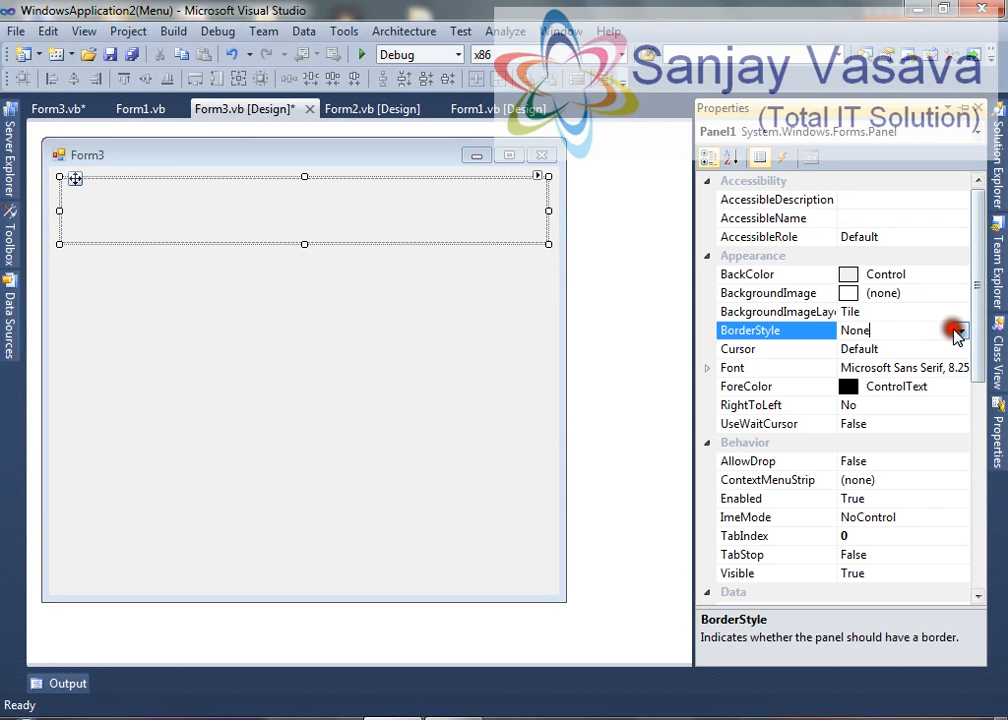 WindowsApplication2(Menu) - Microsoft Visual Studio
File Edit View Project Build Debug Team Data Tools Architecture Test Analyze Window Help
Debug x86
Sanjay Vasava
(Total IT Solution)
Form3.vb* Form1.vb Form3.vb [Design]* Form2.vb [Design] Form1.vb [Design]
Properties
Panel1 System.Windows.Forms.Panel
Server Explorer
Toolbox
Data Sources
Form3
Accessibility
AccessibleDescription
AccessibleName
AccessibleRole Default
Appearance
BackColor Control
BackgroundImage (none)
BackgroundImageLay Tile
BorderStyle None
Cursor Default
Font Microsoft Sans Serif, 8.25
ForeColor ControlText
RightToLeft No
UseWaitCursor False
Behavior
AllowDrop False
ContextMenuStrip (none)
Enabled True
ImeMode NoControl
TabIndex 0
TabStop False
Visible True
Data
BorderStyle
Indicates whether the panel should have a border.
Solution Explorer
Team Explorer
Class View
Properties
Output
Ready